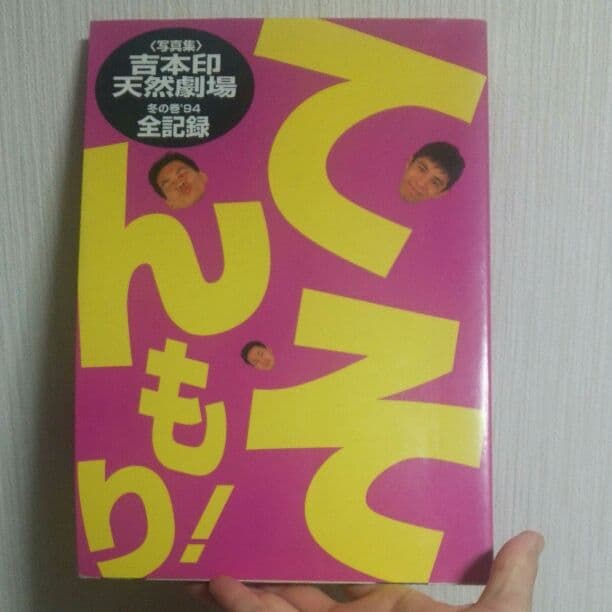 〈写真集〉
吉本印
天然劇場
冬の巻'94
全記録
てんそもり!